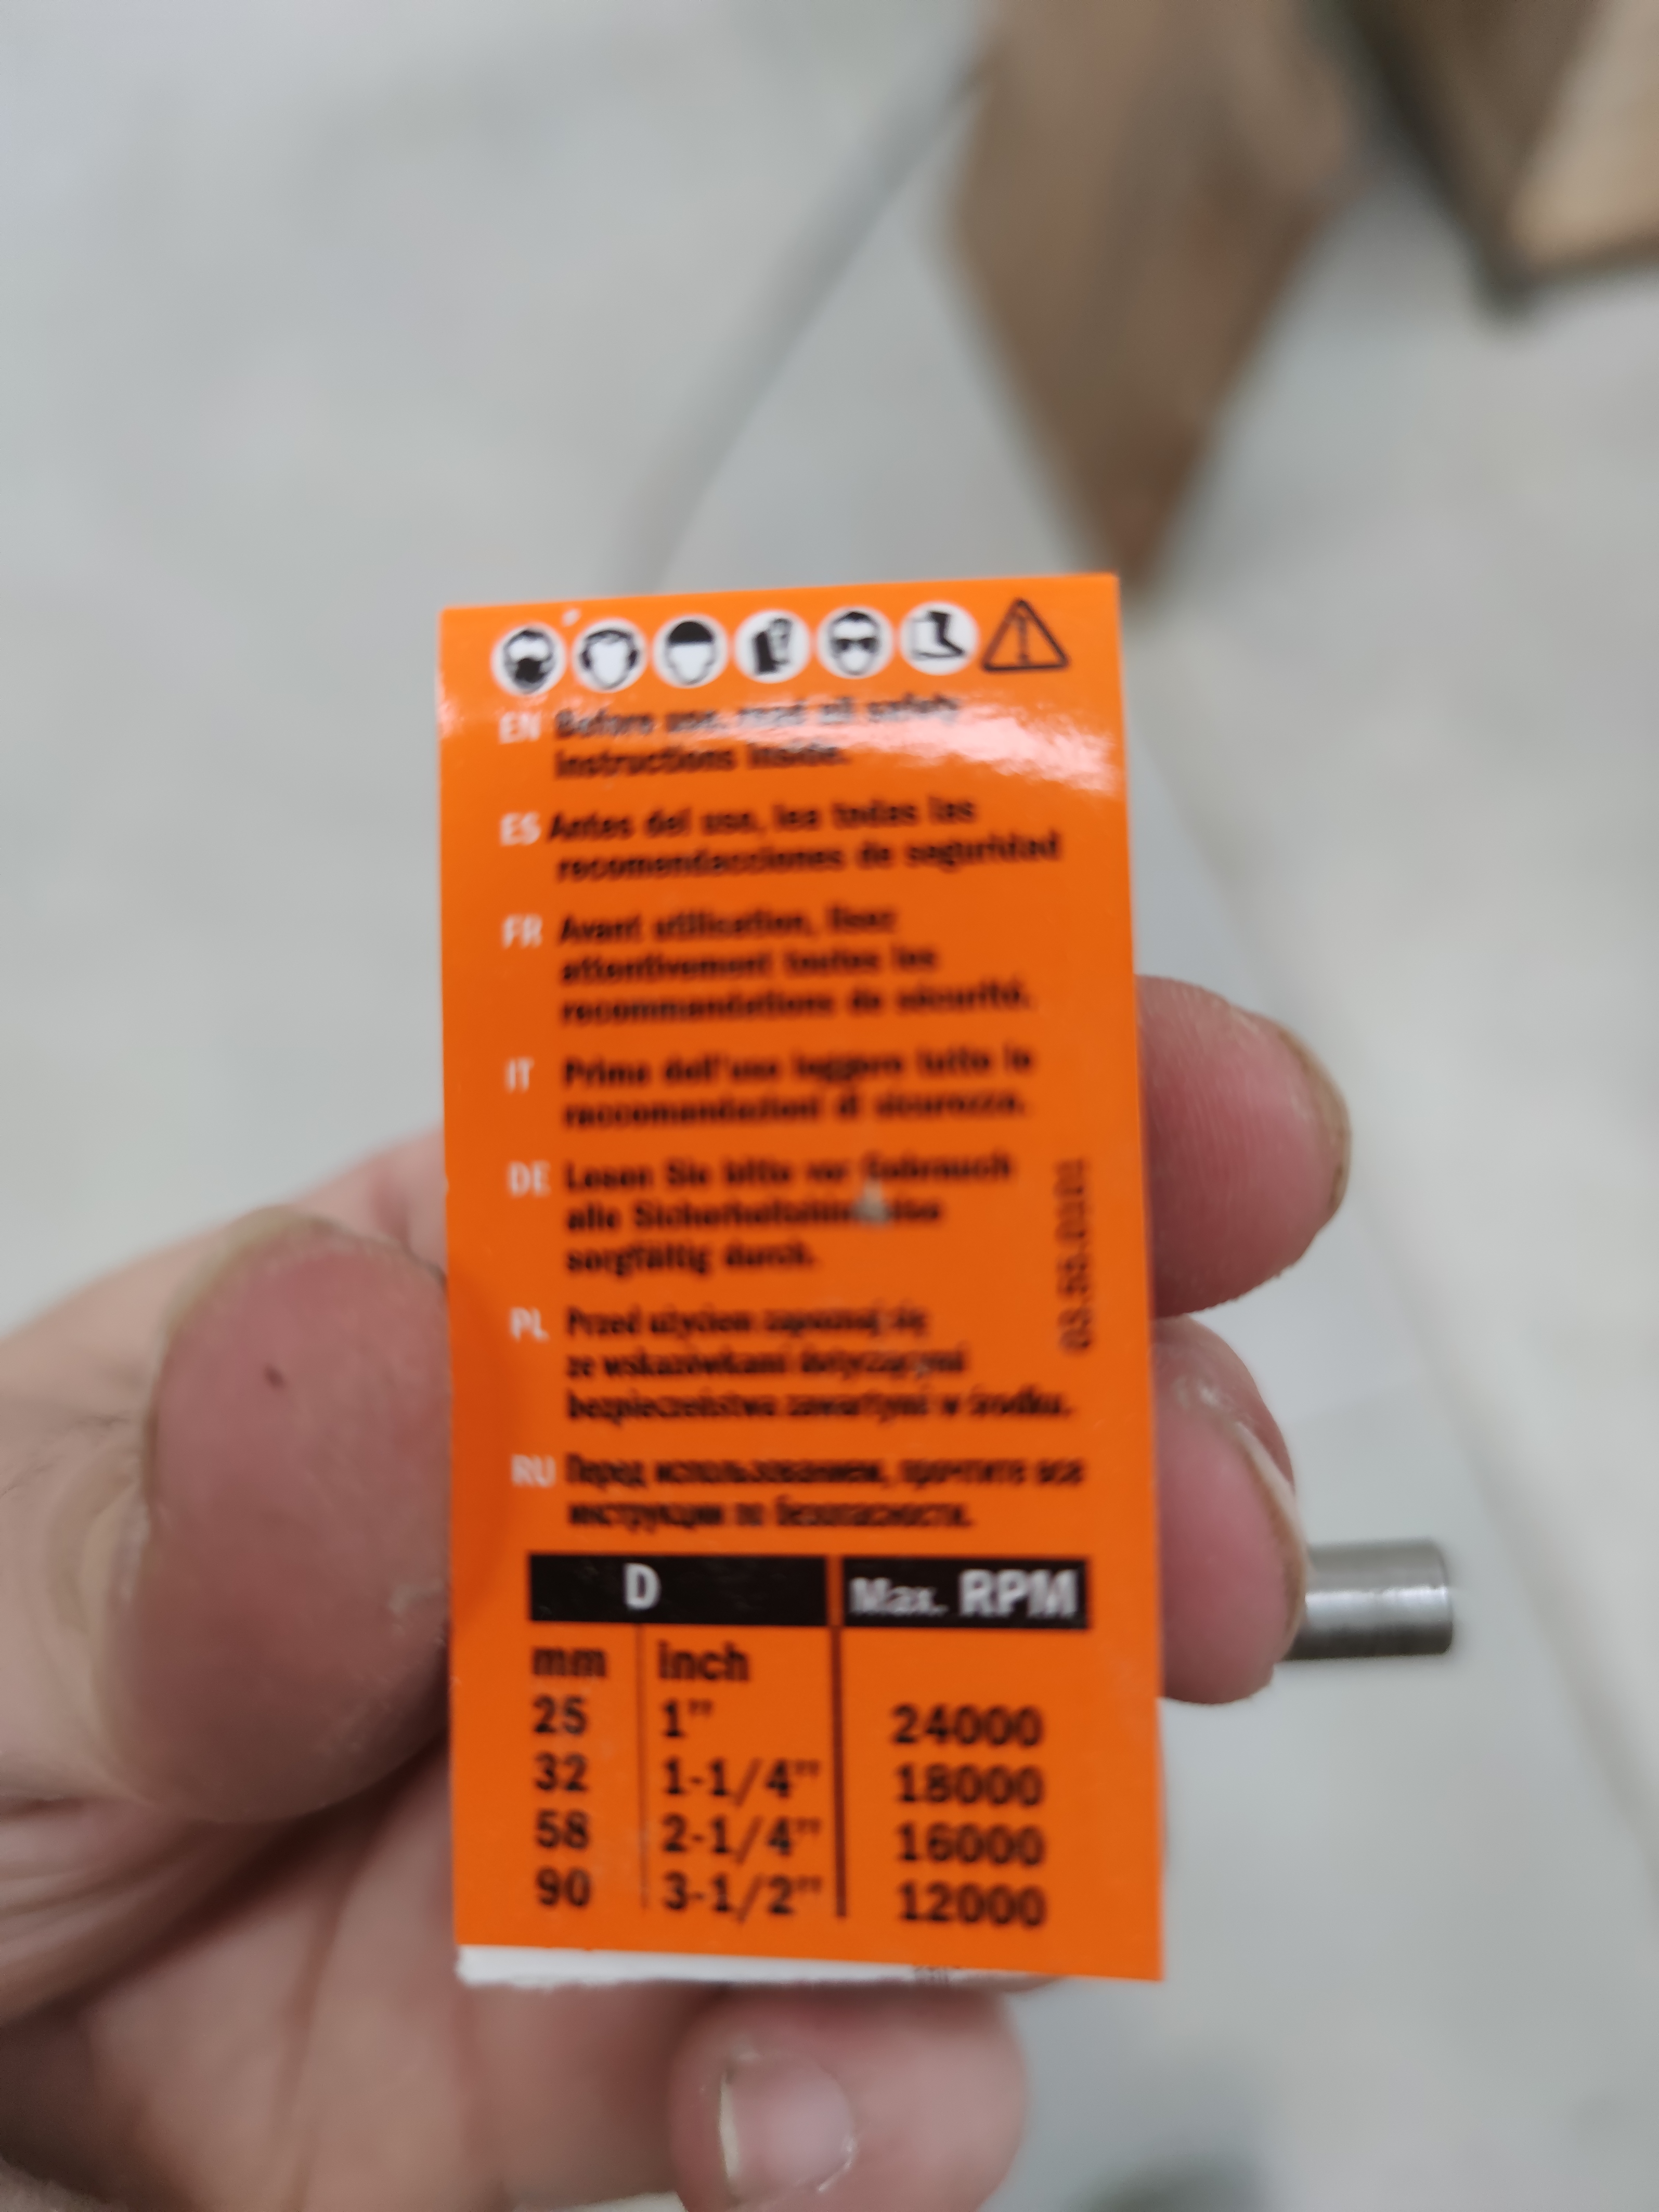 EN Before use, read all safety
instructions inside.
ES Antes del uso, lea todas las
recomendacciones de seguridad
FR Avant utilisation, lisez
attentivement toutes les
recommandations de sécurité.
IT Prima dell'uso leggere tutte le
raccomandazioni di sicurezza.
DE Lesen Sie bitte vor Gebrauch
alle
sorgfältig durch.
PL Przed użyciem zapoznaj się
ze wskazówkami dotyczącymi
bezpieczeństwa zawartymi w środku.
RU Перед использованием, прочтите все
инструкции по безопасности.
D Max. RPM
mm inch
25 1" 24000
32 1-1/4" 18000
58 2-1/4" 16000
90 3-1/2" 12000